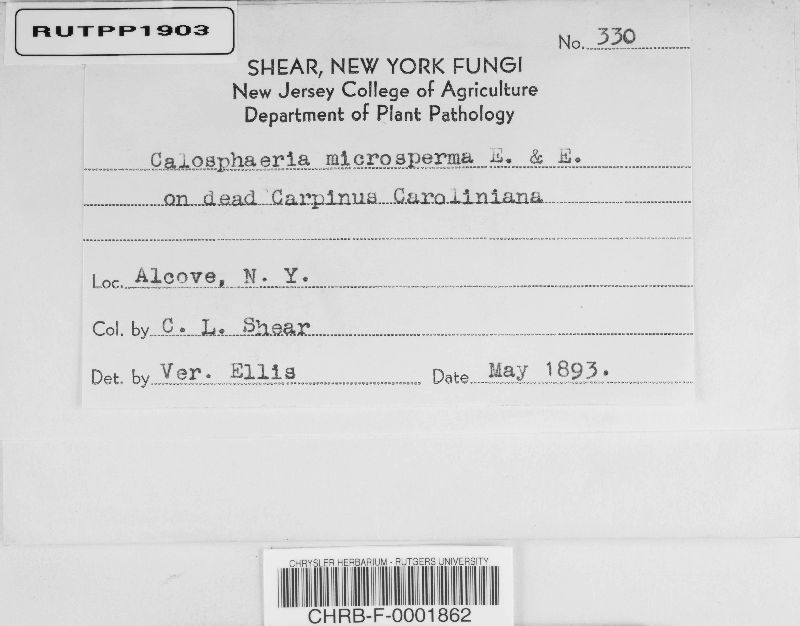 RUTPP1903
No. 330
SHEAR, NEW YORK FUNGI
New Jersey College of Agriculture
Department of Plant Pathology
Calosphaeria microsperma E. & E.
on dead Carpinus Caroliniana
Loc. Alcove, N. Y.
Col. by C. L. Shear
Det. by Ver. Ellis Date May 1893.
CHRYSLER HERBARIUM - RUTGERS UNIVERSITY
CHRB-F-0001862